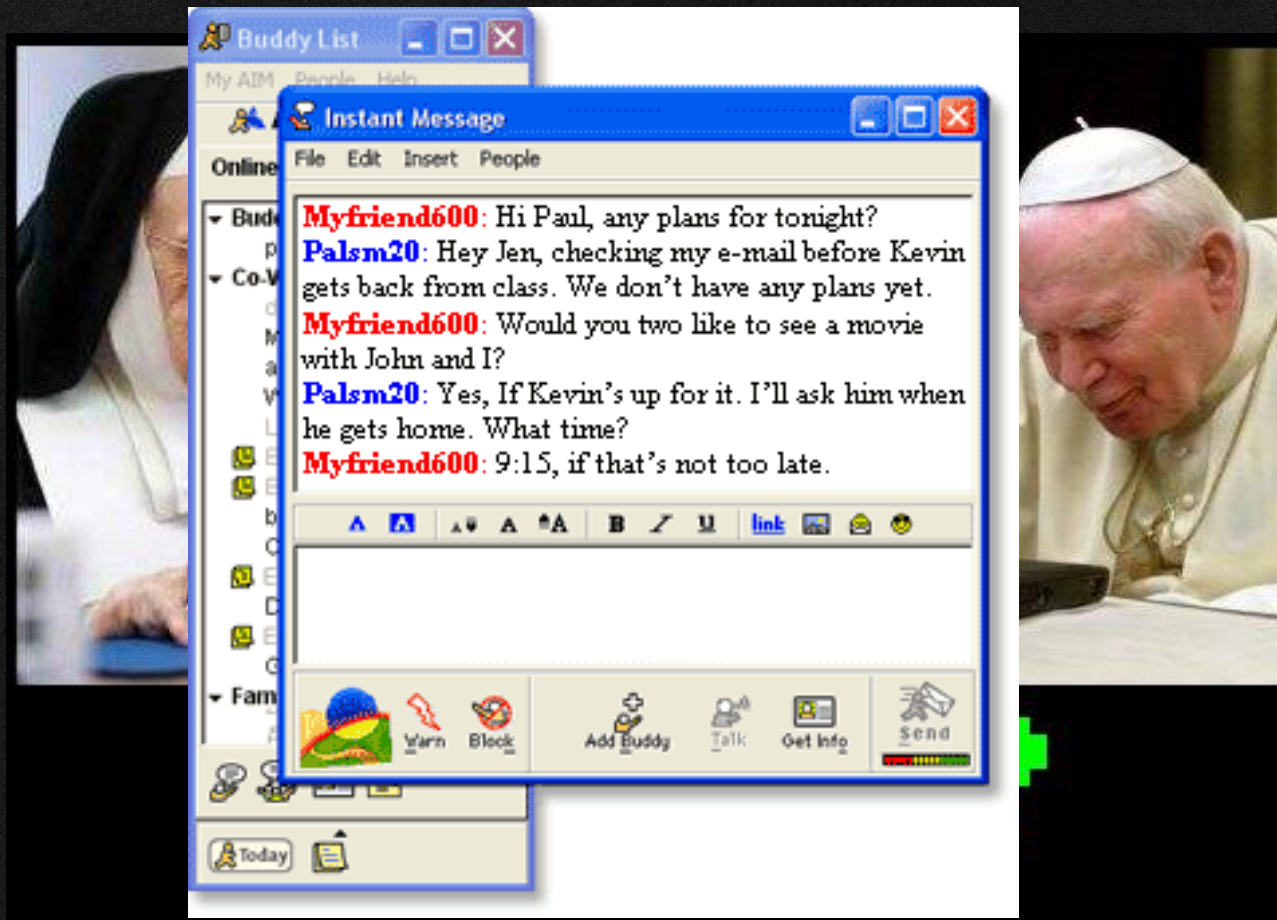 Buddy List
My AIM People Help
Instant Message
File Edit Insert People
Online
Myfriend600: Hi Paul, any plans for tonight?
Palsm20: Hey Jen, checking my e-mail before Kevin
gets back from class. We don't have any plans yet.
Myfriend600: Would you two like to see a movie
with John and I?
Palsm20: Yes, If Kevin's up for it. I'll ask him when
he gets home. What time?
Myfriend600: 9:15, if that's not too late.
A A A A A B I U link
Warn Block Add Buddy Talk Get Info Send
Today